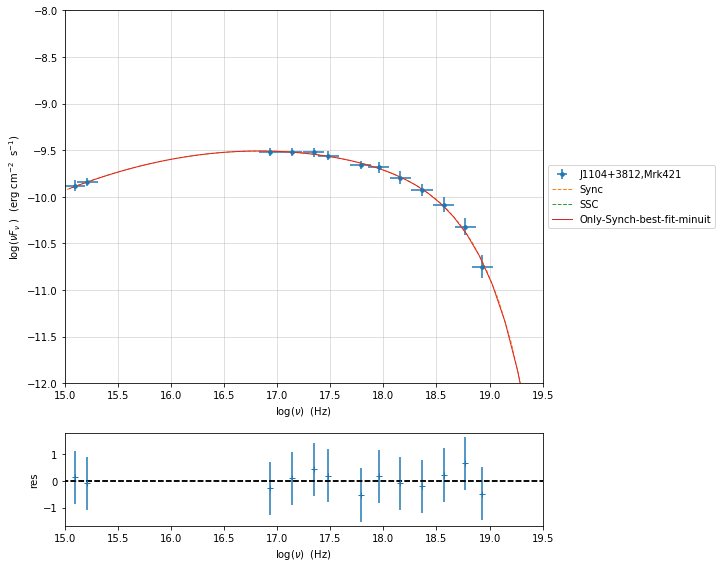 −8.0
−8.5
−9.0
−9.5
−10.0
−10.5
−11.0
−11.5
−12.0
log(νF_ν )  (erg cm⁻²  s⁻¹)
15.0 15.5 16.0 16.5 17.0 17.5 18.0 18.5 19.0 19.5
log(ν)  (Hz)
J1104+3812,Mrk421
Sync
SSC
Only-Synch-best-fit-minuit
1
0
−1
res
15.0 15.5 16.0 16.5 17.0 17.5 18.0 18.5 19.0 19.5
log(ν)  (Hz)